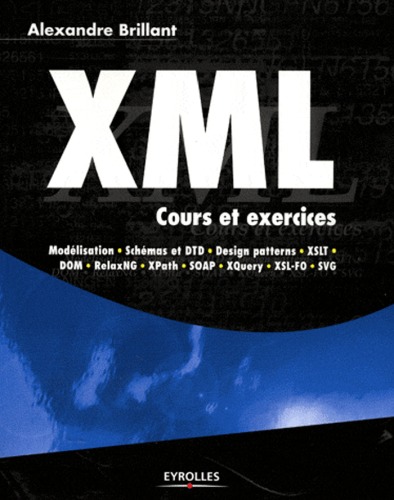 Alexandre Brillant
XML
Cours et exercices
Modélisation • Schémas et DTD • Design patterns • XSLT •
DOM • RelaxNG • XPath • SOAP • XQuery • XSL-FO • SVG
EYROLLES